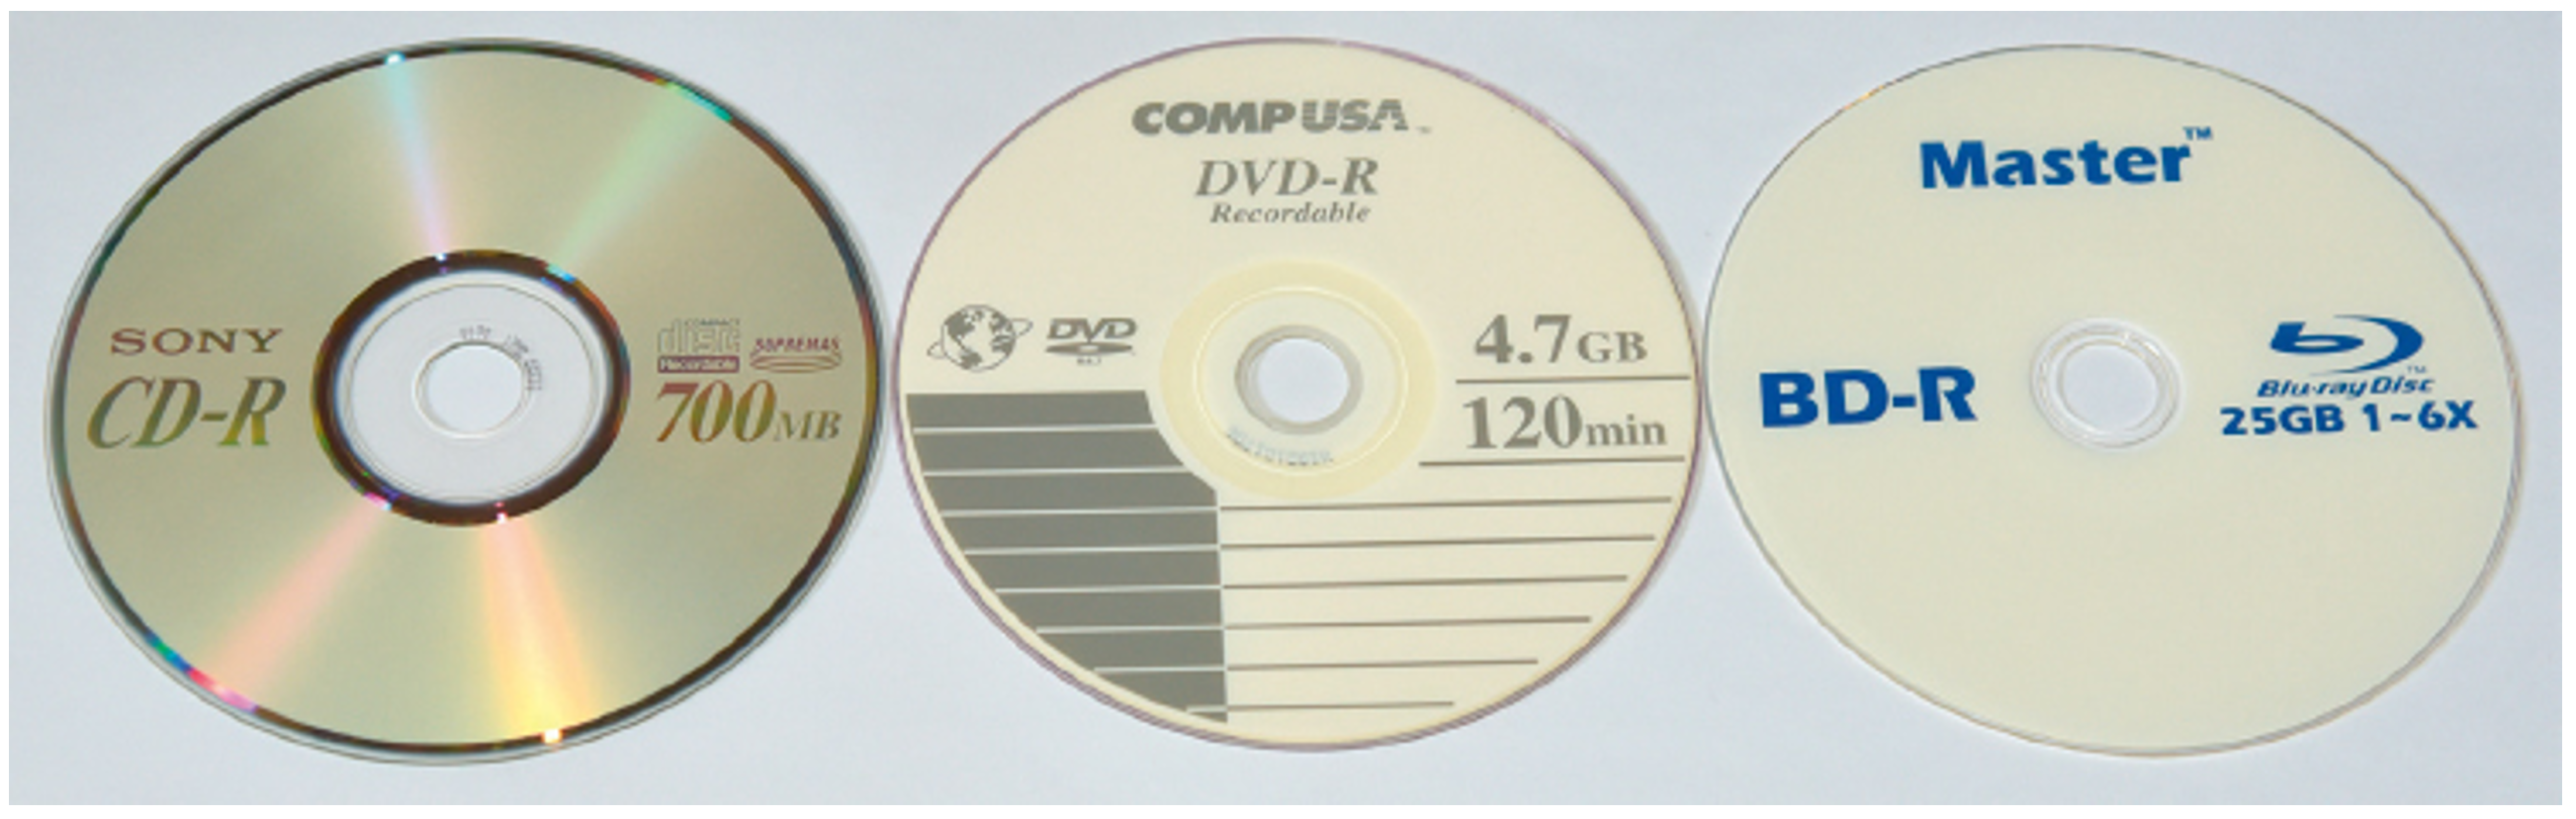 SONY
CD-R
COMPACT
disc
Recordable
SUPREMAS
700MB
COMPUSA
DVD-R
Recordable
DVD
4.7GB
120min
Master™
BD-R
Blu-ray Disc™
25GB 1~6X